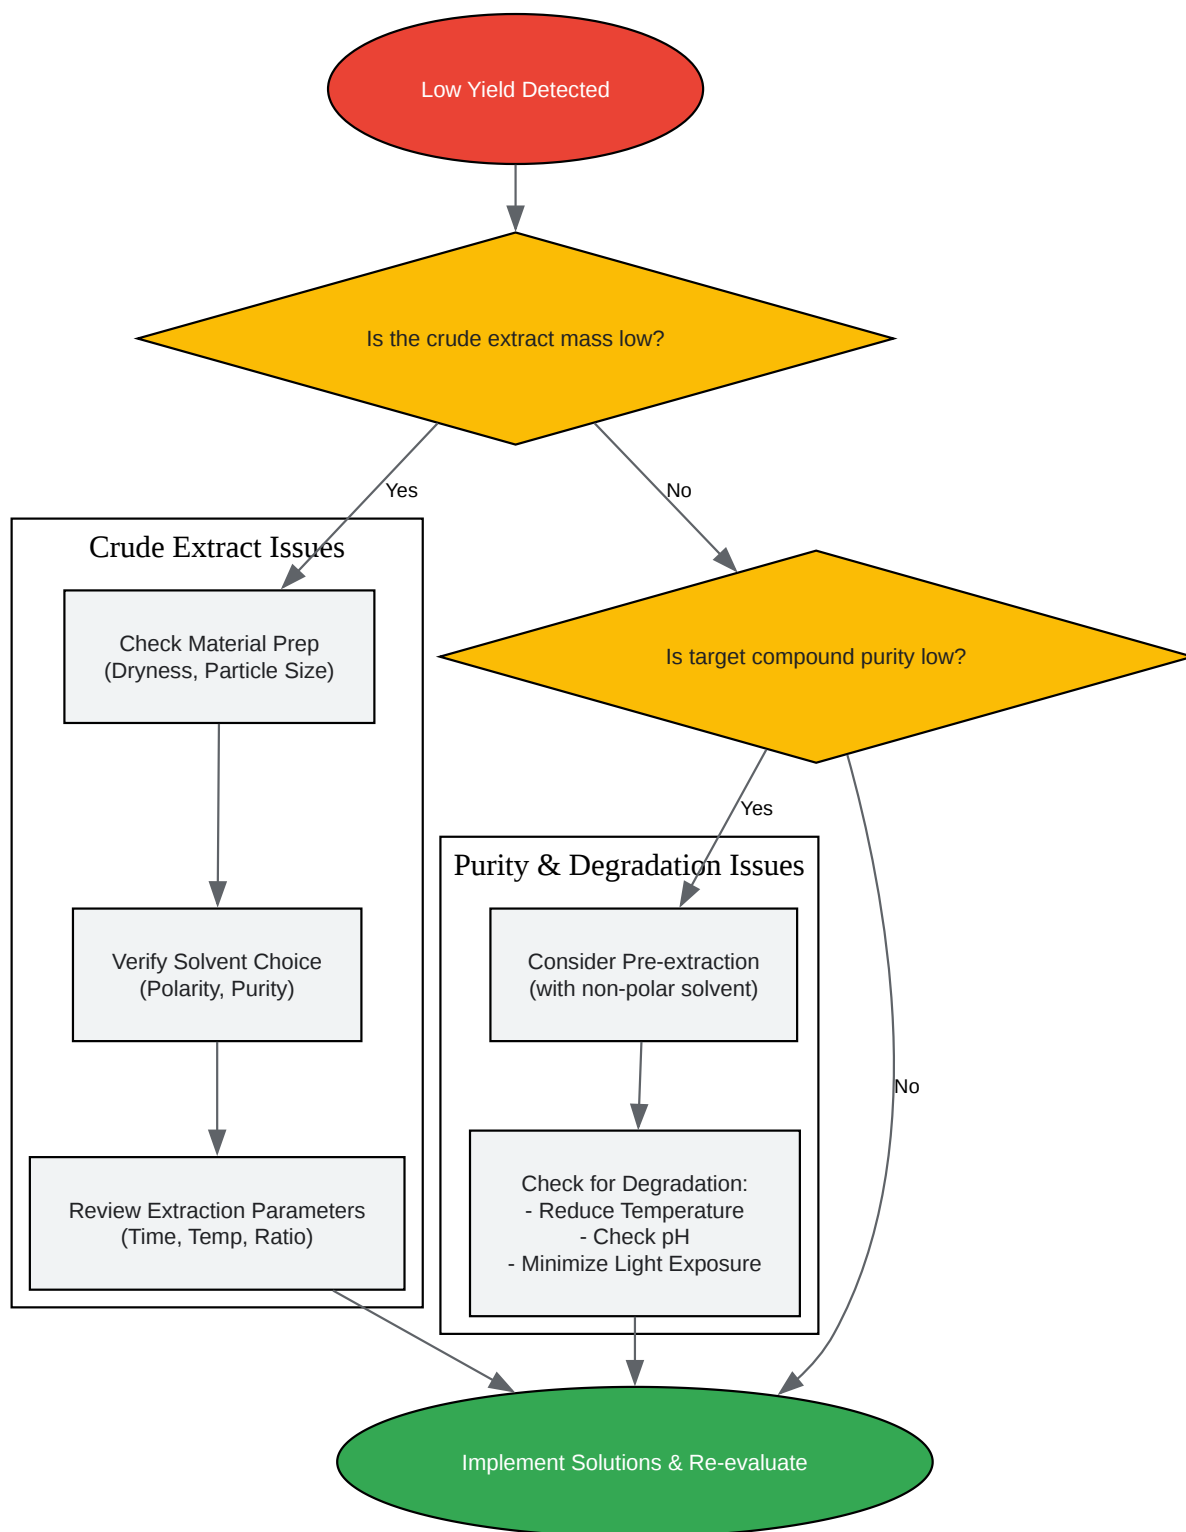 Low Yield Detected
Is the crude extract mass low?
Yes
No
Crude Extract Issues
Check Material Prep
(Dryness, Particle Size)
Is target compound purity low?
Yes
Purity & Degradation Issues
Verify Solvent Choice
(Polarity, Purity)
Consider Pre-extraction
(with non-polar solvent)
No
Review Extraction Parameters
(Time, Temp, Ratio)
Check for Degradation:
- Reduce Temperature
- Check pH
- Minimize Light Exposure
Implement Solutions & Re-evaluate